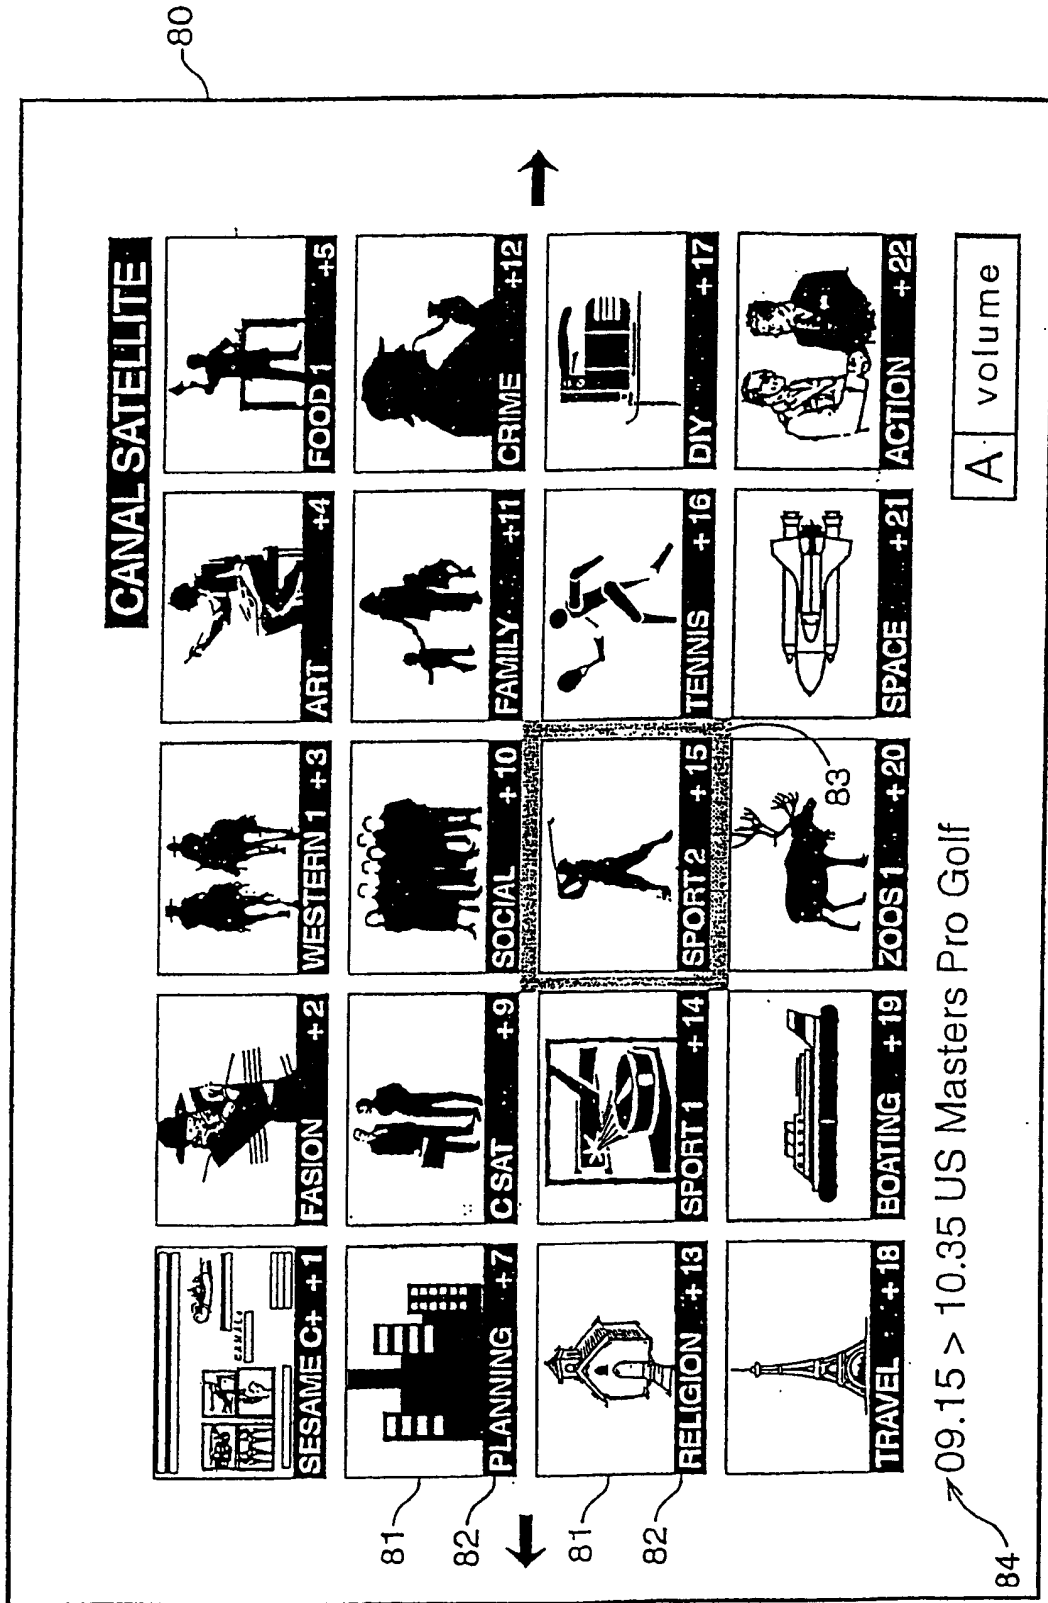 80
CANAL SATELLITE
SESAME C+ +1
FASION +2
WESTERN 1 +3
ART +4
FOOD 1 +5
81
82
PLANNING +7
C SAT +9
SOCIAL +10
FAMILY +11
CRIME +12
81
82
RELIGION +13
SPORT 1 +14
SPORT 2 +15
TENNIS +16
DIY +17
83
TRAVEL +18
BOATING +19
ZOOS 1 +20
SPACE +21
ACTION +22
84
09.15 > 10.35 US Masters Pro Golf
A volume